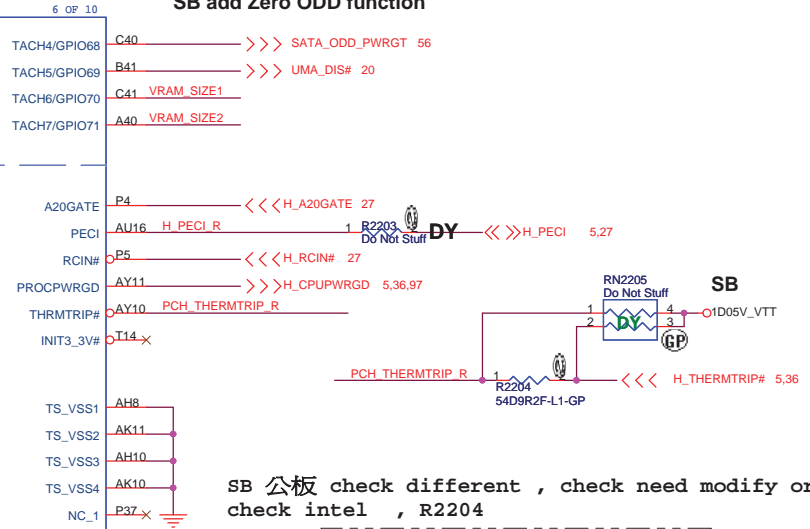 SB add Zero ODD function
6 OF 10
TACH4/GPIO68 C40 SATA_ODD_PWRGT 56
TACH5/GPIO69 B41 UMA_DIS# 20
TACH6/GPIO70 C41 VRAM_SIZE1
TACH7/GPIO71 A40 VRAM_SIZE2
A20GATE P4 H_A20GATE 27
PECI AU16 H_PECI_R 1 R2203 2 DY H_PECI 5,27
Do Not Stuff
RCIN# P5 H_RCIN# 27
PROCPWRGD AY11 H_CPUPWRGD 5,36,97
THRMTRIP# AY10 PCH_THERMTRIP_R
INIT3_3V# T14
RN2205 SB
Do Not Stuff
1 4 1D05V_VTT
2 DY 3
GP
PCH_THERMTRIP_R 1 2 H_THERMTRIP# 5,36
R2204
54D9R2F-L1-GP
TS_VSS1 AH8
TS_VSS2 AK11
TS_VSS3 AH10
TS_VSS4 AK10
NC_1 P37
SB 公板 check different , check need modify or
check intel , R2204